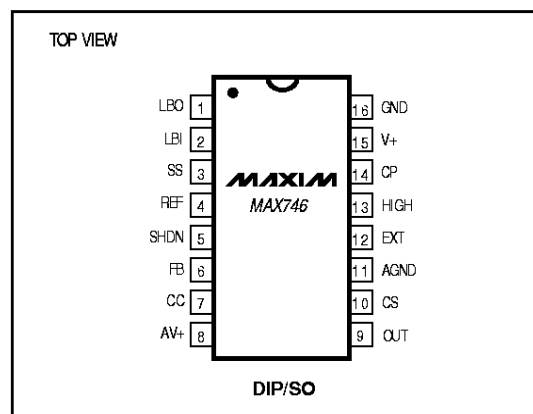 TOP VIEW
LBO 1
LBI 2
SS 3
REF 4
SHDN 5
FB 6
CC 7
AV+ 8
MAXIM
MAX746
16 GND
15 V+
14 CP
13 HIGH
12 EXT
11 AGND
10 CS
9 OUT
DIP/SO